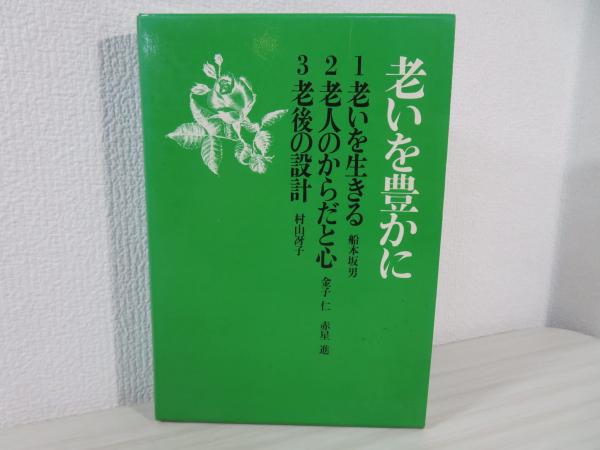 老いを豊かに
1 老いを生きる 船本坂男
2 老人のからだと心 金子 仁 赤星 進
3 老後の設計 村山冴子